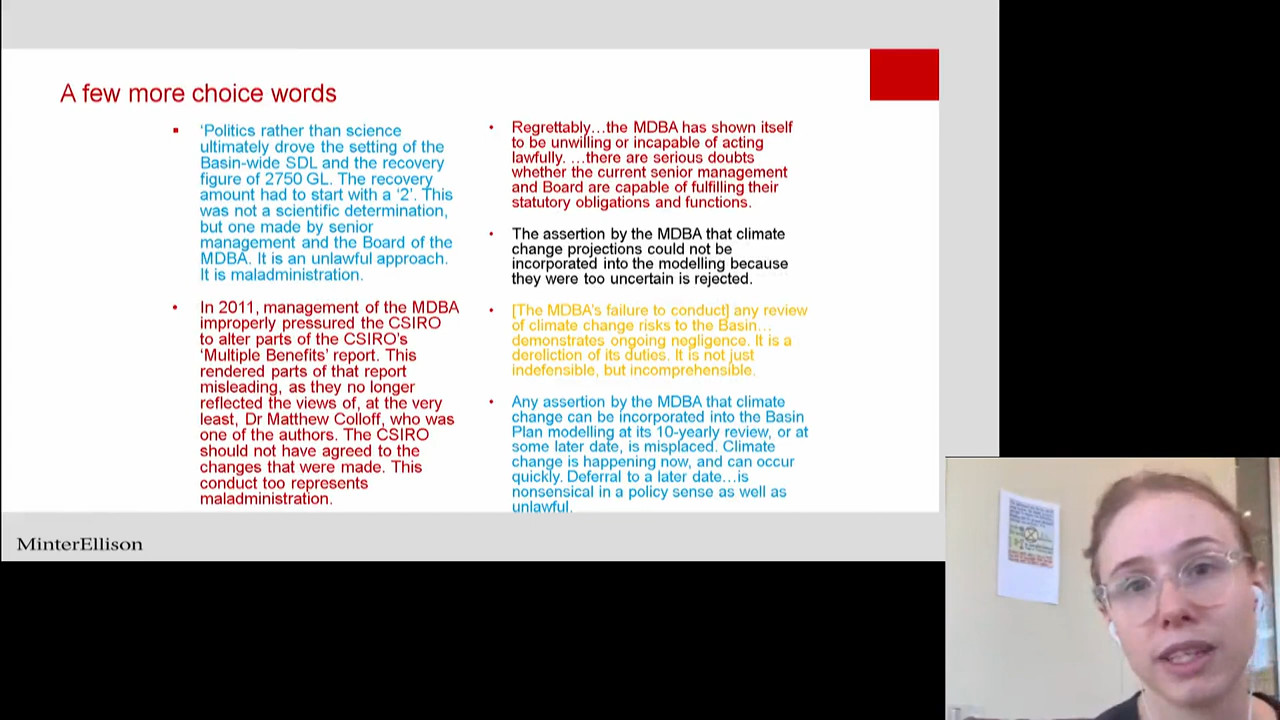 A few more choice words
‘Politics rather than science
ultimately drove the setting of the
Basin-wide SDL and the recovery
figure of 2750 GL. The recovery
amount had to start with a ‘2’. This
was not a scientific determination,
but one made by senior
management and the Board of the
MDBA. It is an unlawful approach.
It is maladministration.
In 2011, management of the MDBA
improperly pressured the CSIRO
to alter parts of the CSIRO’s
‘Multiple Benefits’ report. This
rendered parts of that report
misleading, as they no longer
reflected the views of, at the very
least, Dr Matthew Colloff, who was
one of the authors. The CSIRO
should not have agreed to the
changes that were made. This
conduct too represents
maladministration.
Regrettably…the MDBA has shown itself
to be unwilling or incapable of acting
lawfully. …there are serious doubts
whether the current senior management
and Board are capable of fulfilling their
statutory obligations and functions.
The assertion by the MDBA that climate
change projections could not be
incorporated into the modelling because
they were too uncertain is rejected.
[The MDBA’s failure to conduct] any review
of climate change risks to the Basin…
demonstrates ongoing negligence. It is a
dereliction of its duties. It is not just
indefensible, but incomprehensible.
Any assertion by the MDBA that climate
change can be incorporated into the Basin
Plan modelling at its 10-yearly review, or at
some later date, is misplaced. Climate
change is happening now, and can occur
quickly. Deferral to a later date…is
nonsensical in a policy sense as well as
unlawful.
MinterEllison